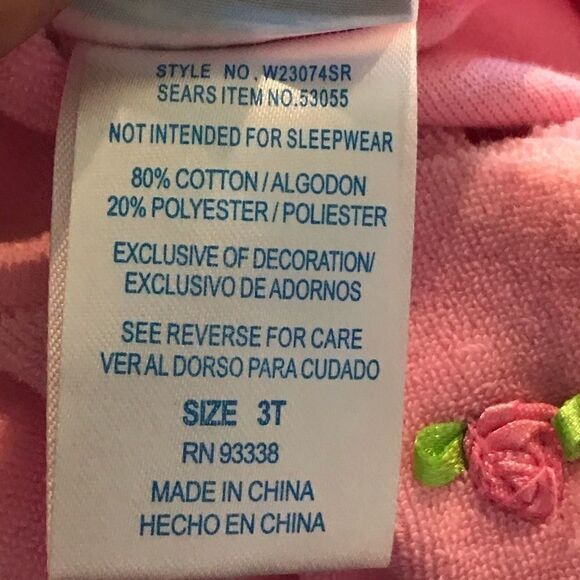 STYLE NO. W23074SR
SEARS ITEM NO.53055
NOT INTENDED FOR SLEEPWEAR
80% COTTON/ALGODON
20% POLYESTER/POLIESTER
EXCLUSIVE OF DECORATION/
EXCLUSIVO DE ADORNOS
SEE REVERSE FOR CARE
VER AL DORSO PARA CUDADO
SIZE 3T
RN 93338
MADE IN CHINA
HECHO EN CHINA